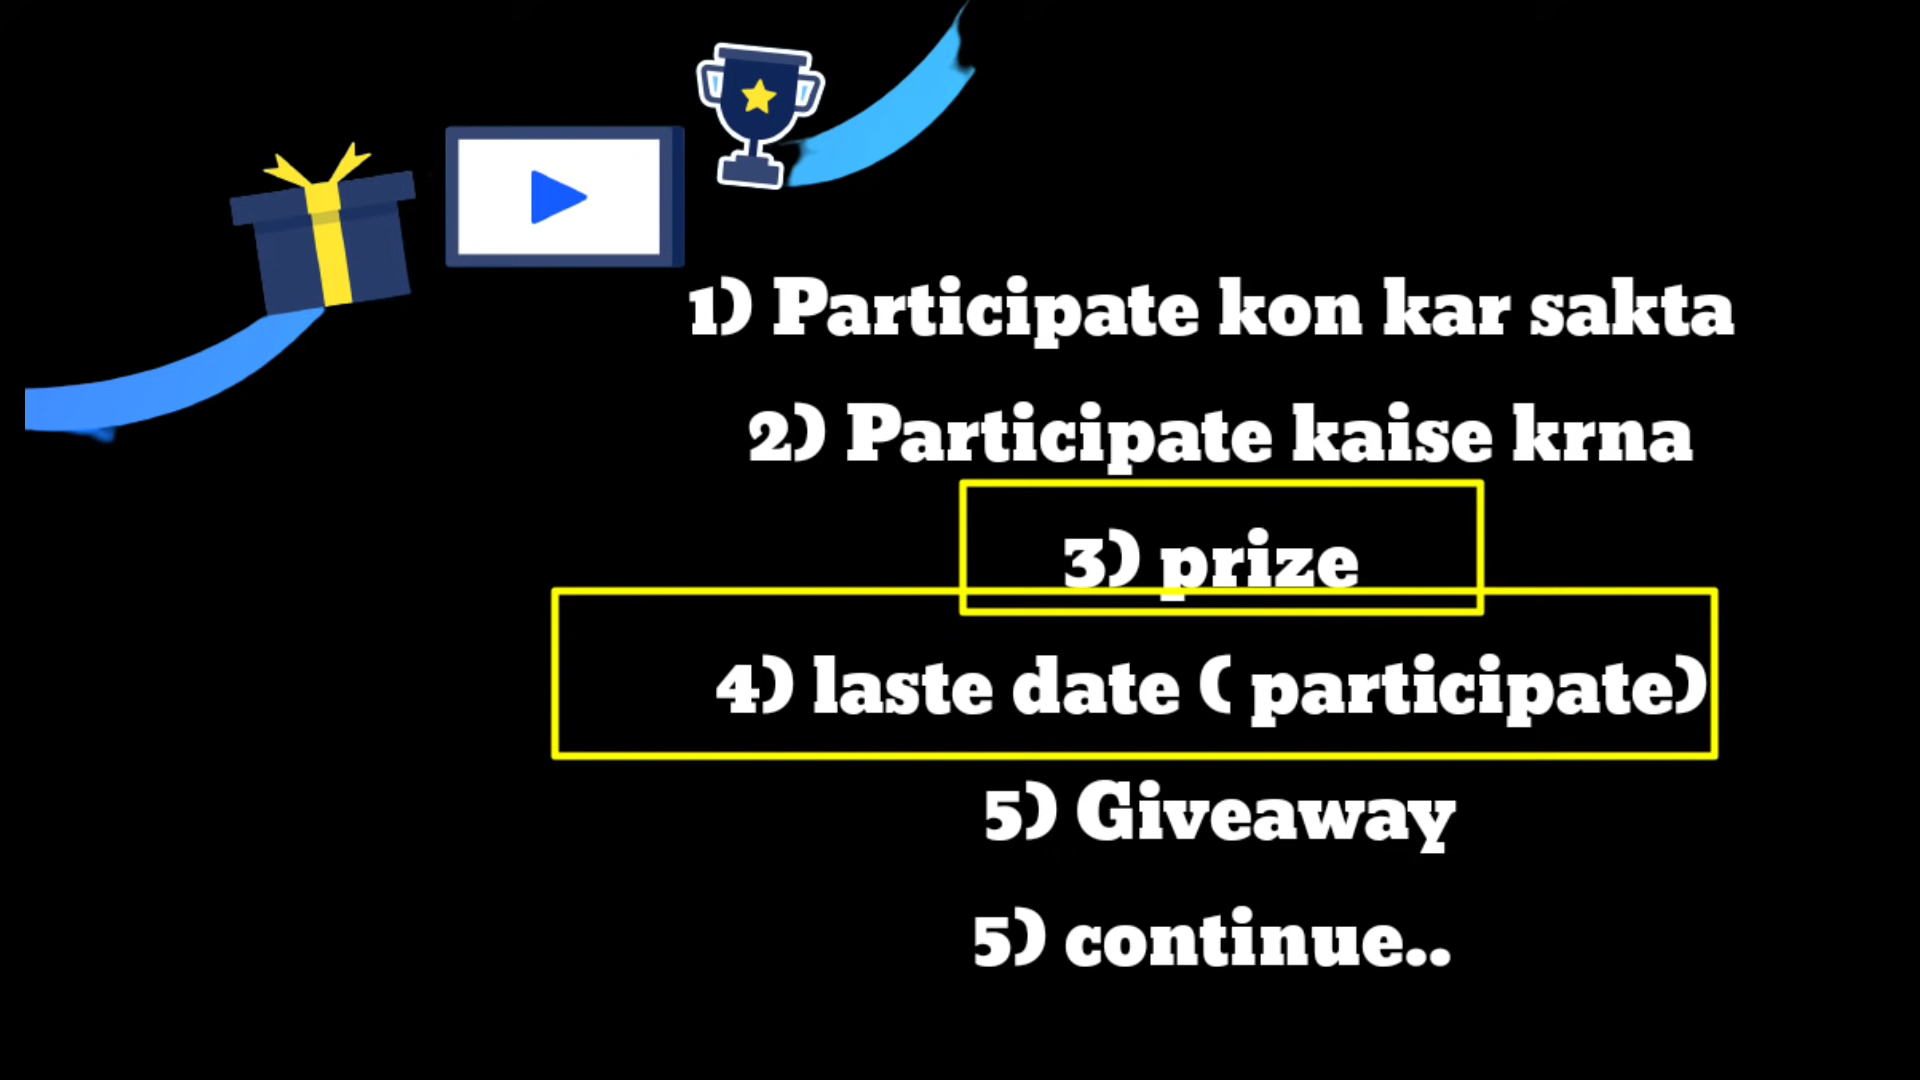 1) Participate kon kar sakta
2) Participate kaise krna
3) prize
4) laste date ( participate)
5) Giveaway
5) continue..